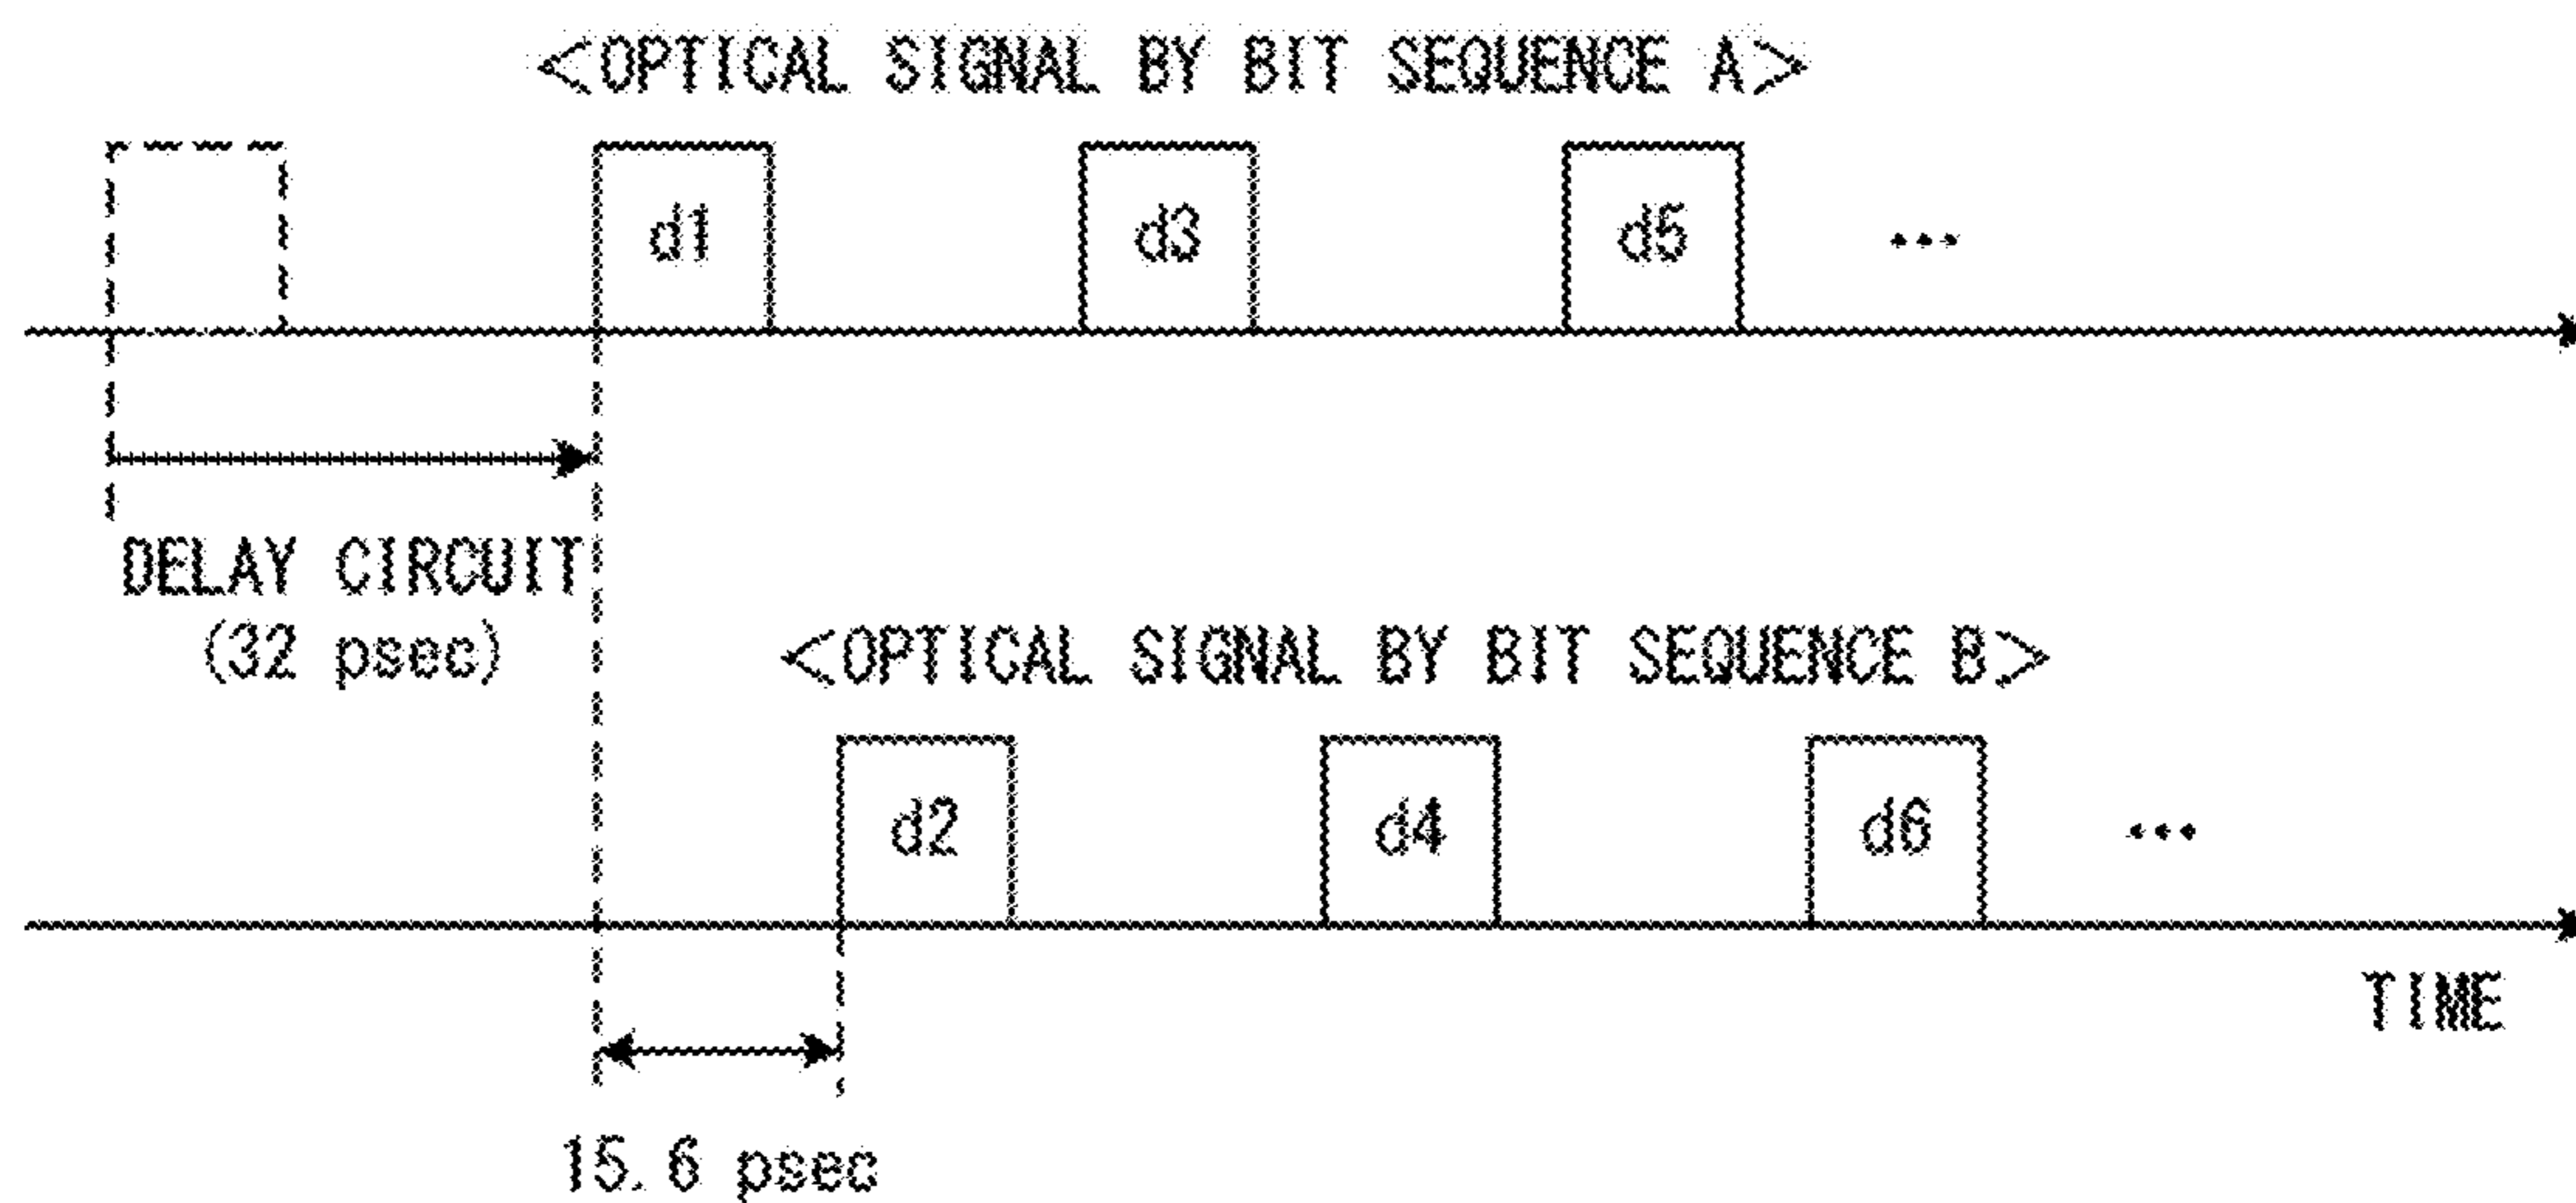 <OPTICAL SIGNAL BY BIT SEQUENCE A>
d1 d3 d5 ...
DELAY CIRCUIT
(32 psec)
<OPTICAL SIGNAL BY BIT SEQUENCE B>
d2 d4 d6 ...
TIME
15.6 psec